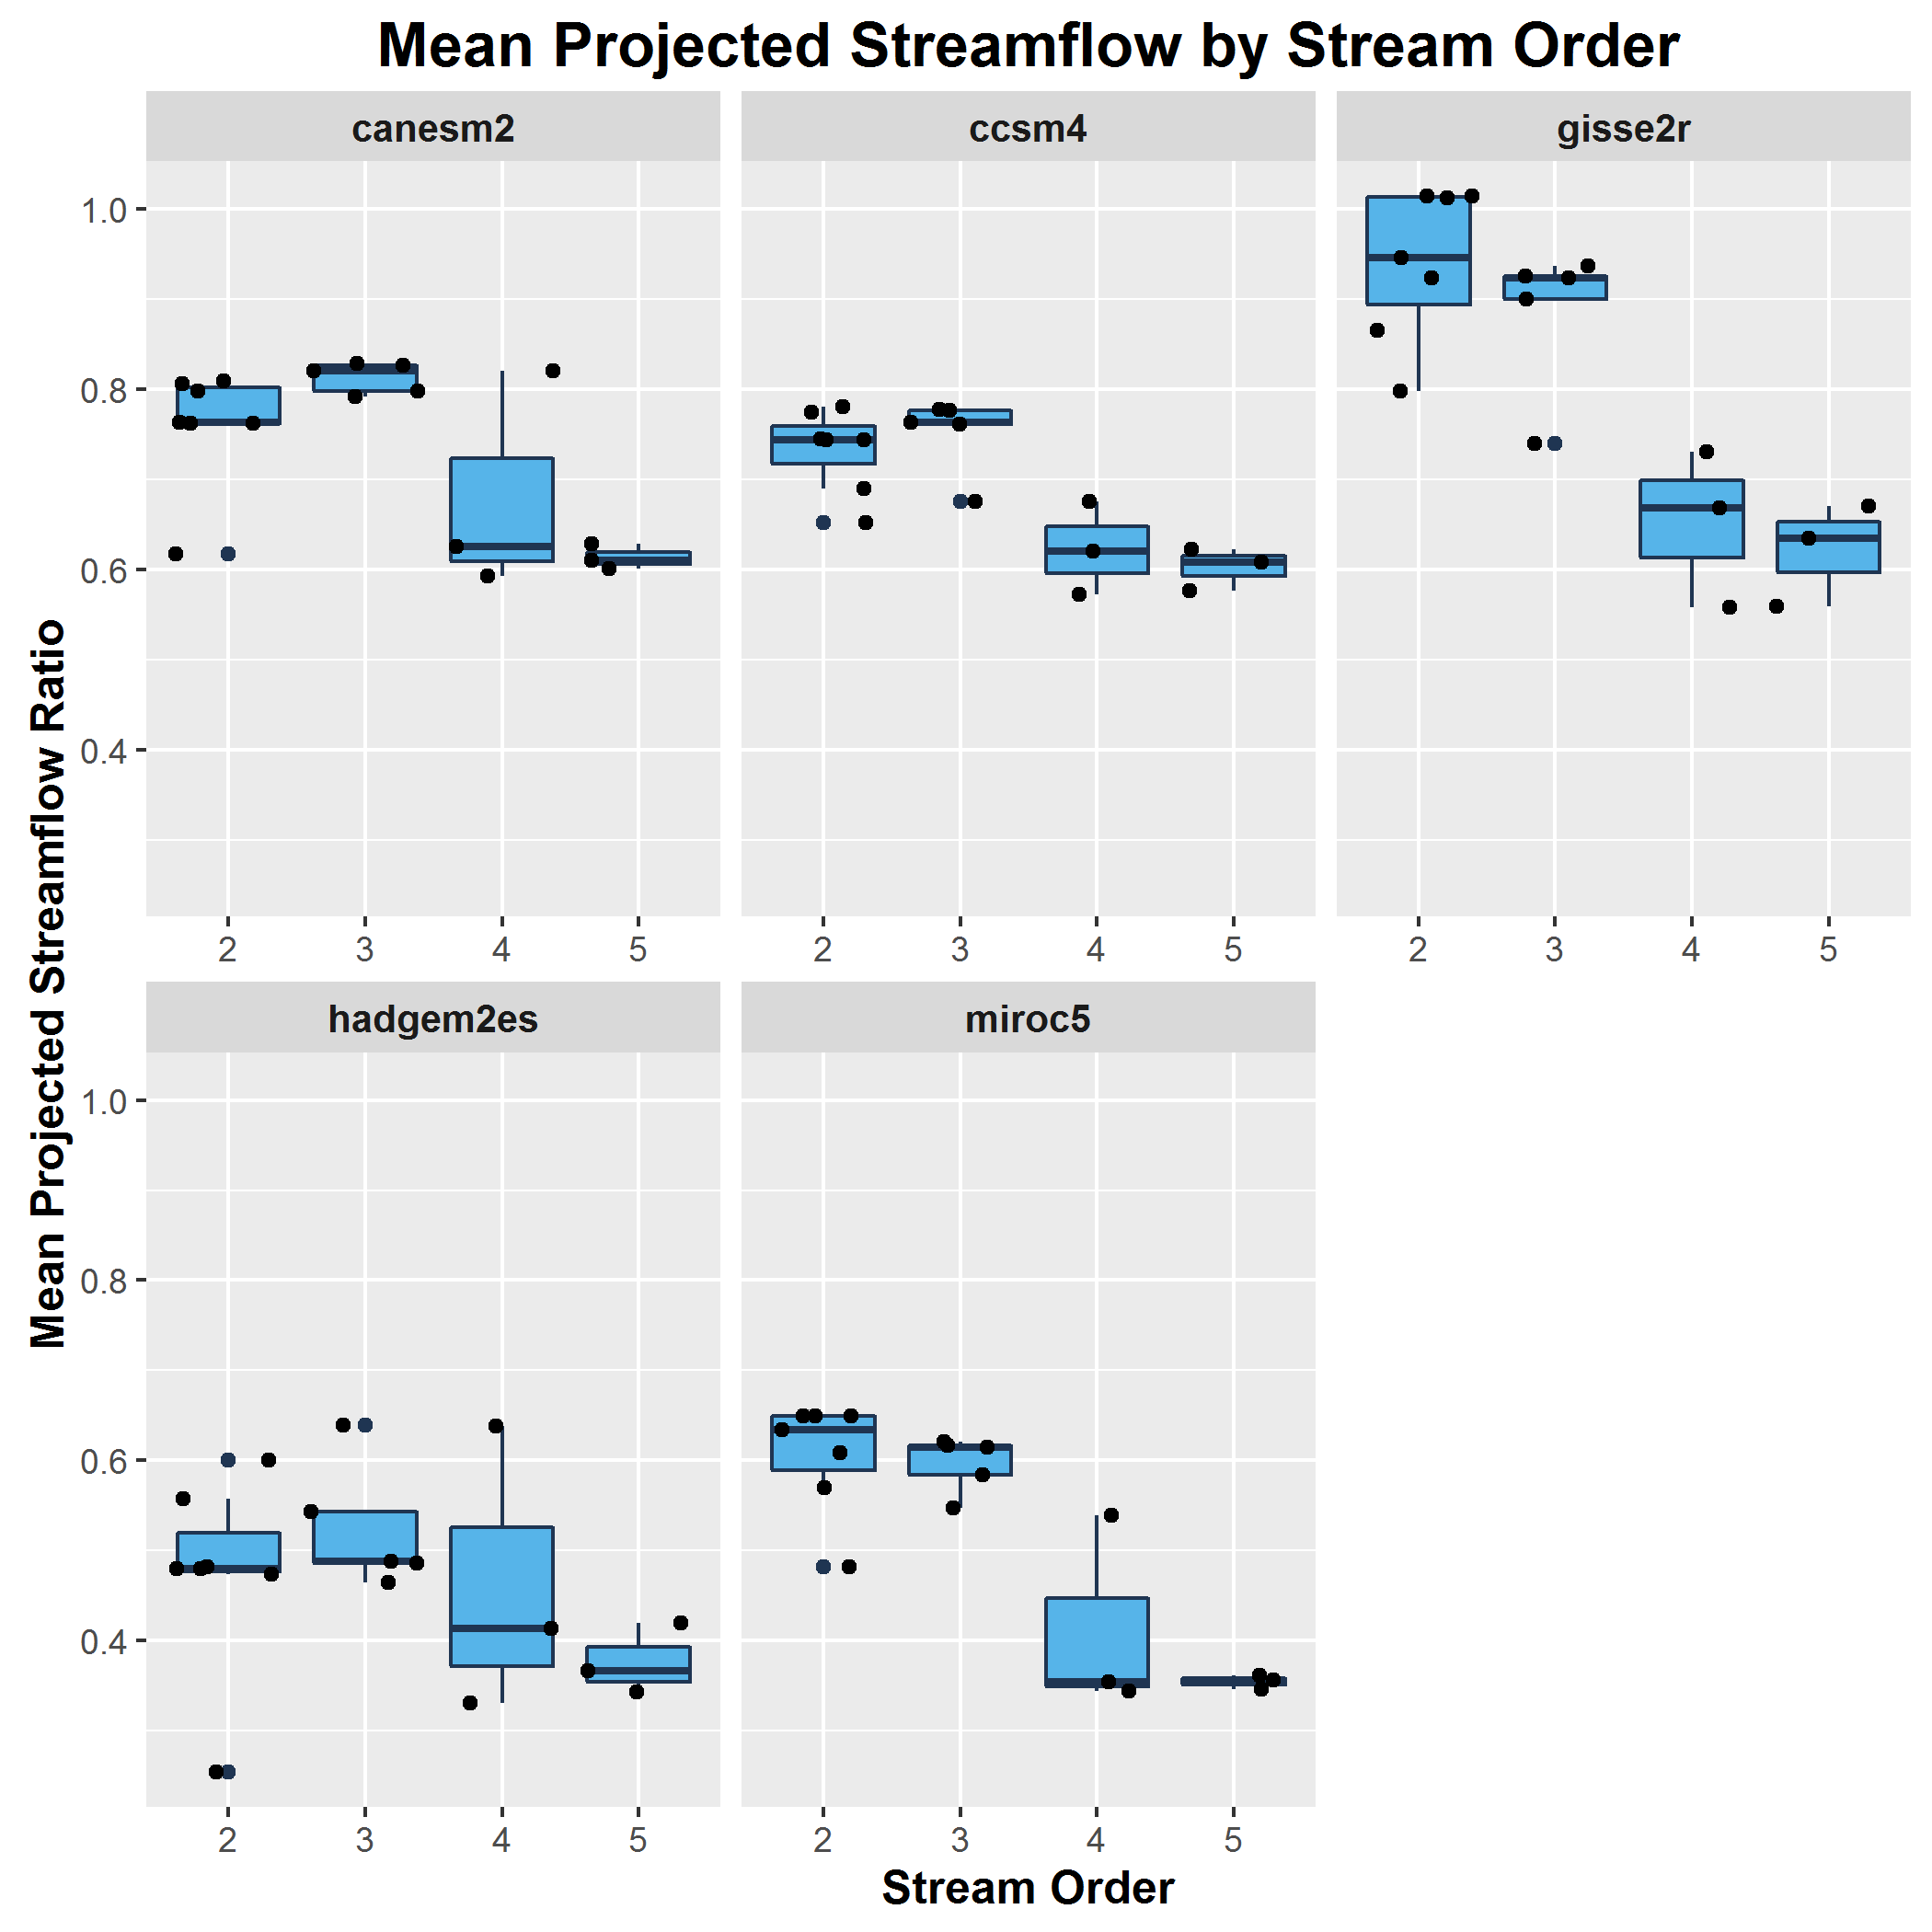 Mean Projected Streamflow by Stream Order
canesm2
ccsm4
gisse2r
1.0
0.8
0.6
0.4
2 3 4 5
2 3 4 5
2 3 4 5
Mean Projected Streamflow Ratio
hadgem2es
miroc5
1.0
0.8
0.6
0.4
2 3 4 5
2 3 4 5
Stream Order